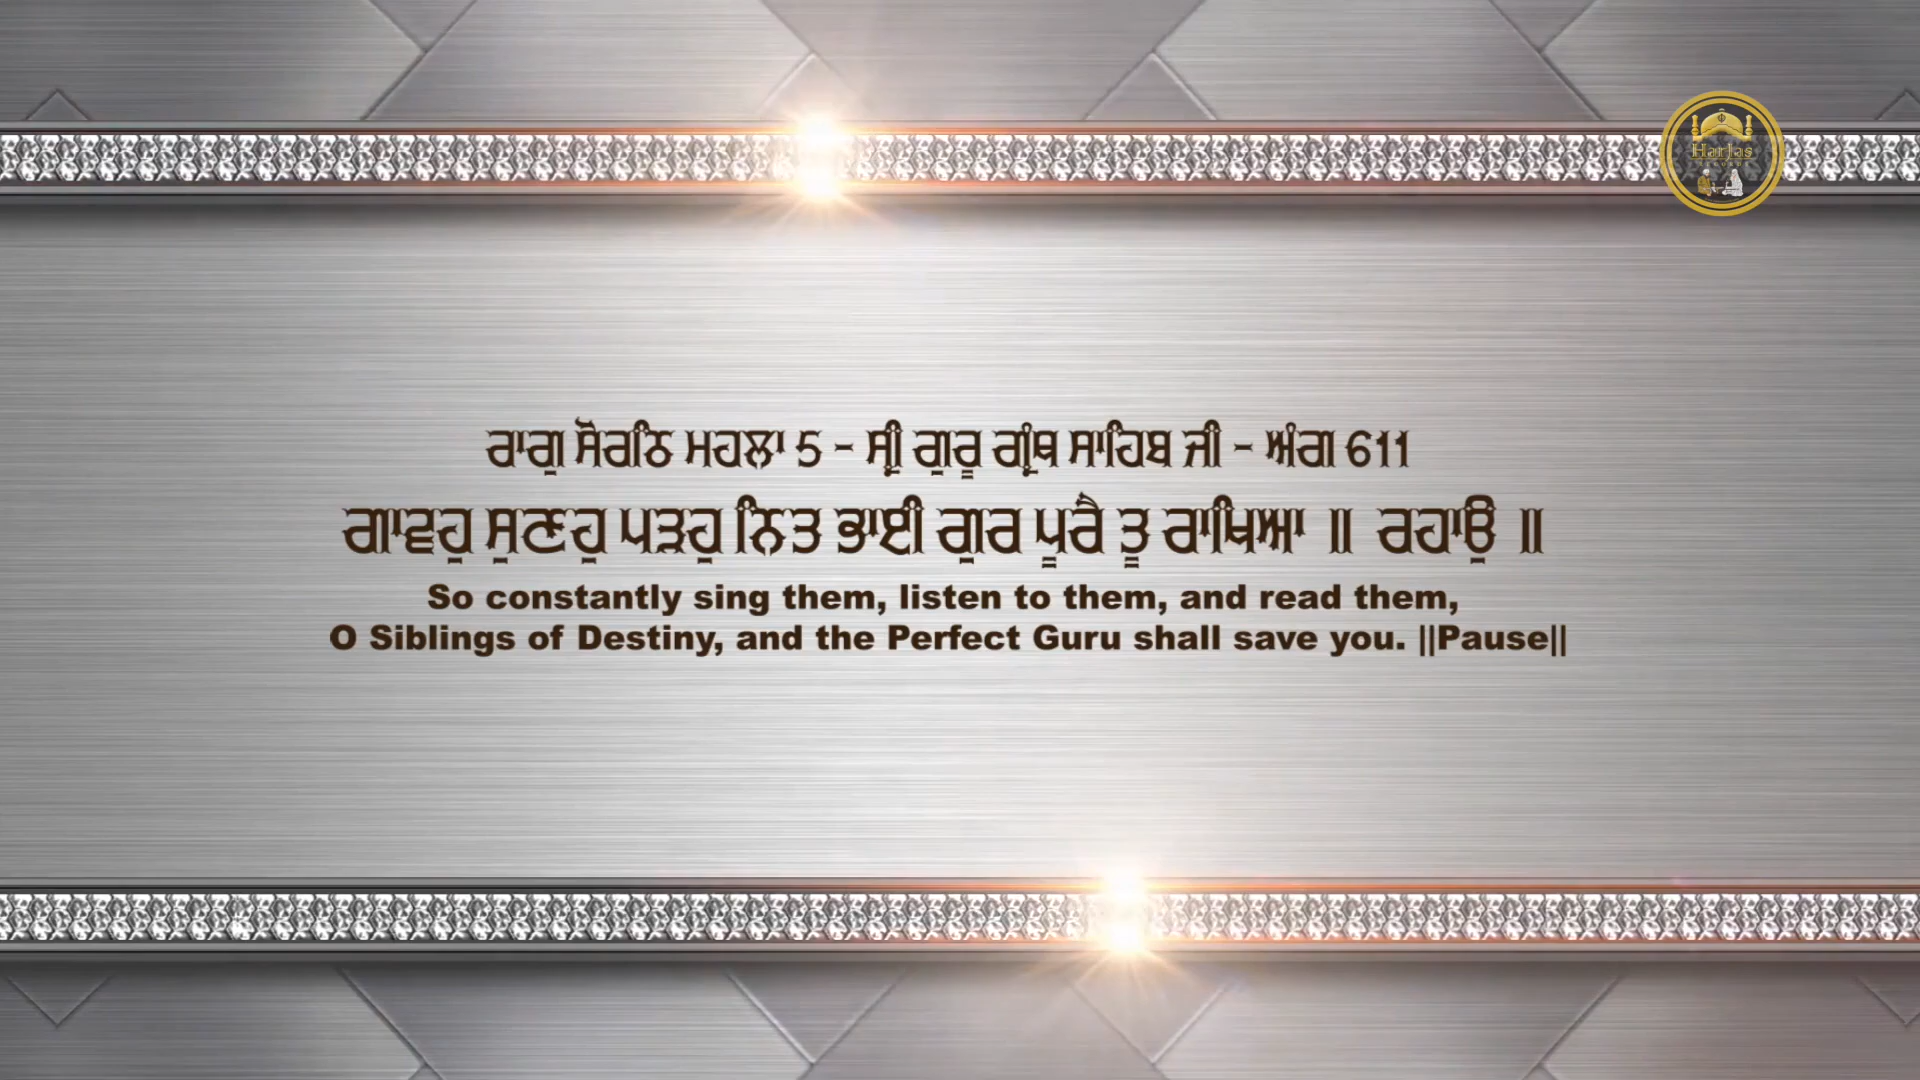 HarJas
ਰਾਗੁ ਸੋਰਠਿ ਮਹਲਾ 5 - ਸ੍ਰੀ ਗੁਰੂ ਗ੍ਰੰਥ ਸਾਹਿਬ ਜੀ - ਅੰਗ 611
ਗਾਵਹੁ ਸੁਣਹੁ ਪੜਹੁ ਨਿਤ ਭਾਈ ਗੁਰ ਪੂਰੈ ਤੂ ਰਾਖਿਆ ॥ ਰਹਾਉ ॥
So constantly sing them, listen to them, and read them,
O Siblings of Destiny, and the Perfect Guru shall save you. ||Pause||